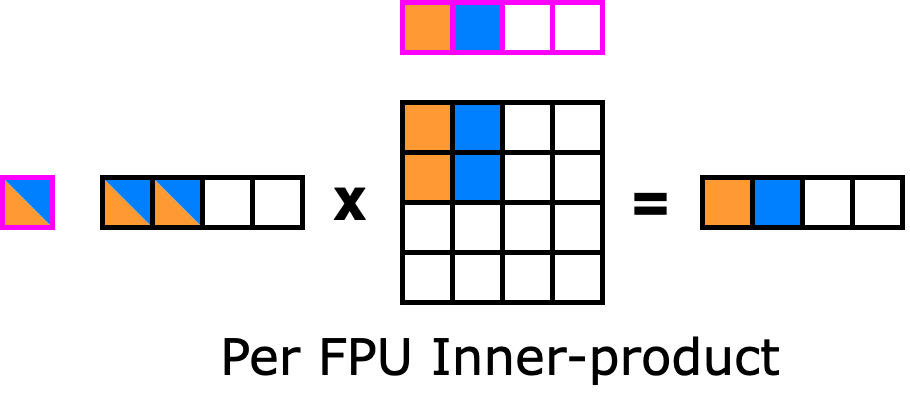 x =
Per FPU Inner-product